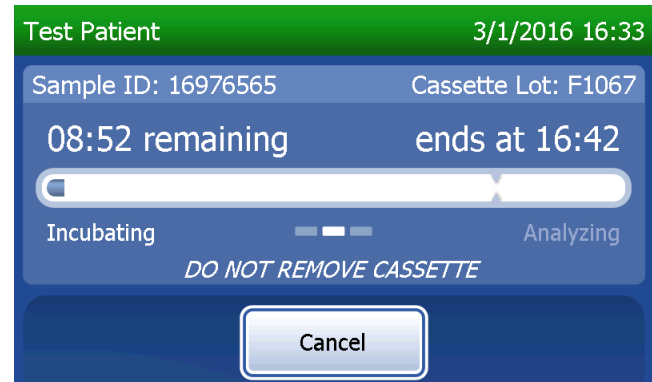 Test Patient 3/1/2016 16:33
Sample ID: 16976565 Cassette Lot: F1067
08:52 remaining ends at 16:42
Incubating Analyzing
DO NOT REMOVE CASSETTE
Cancel